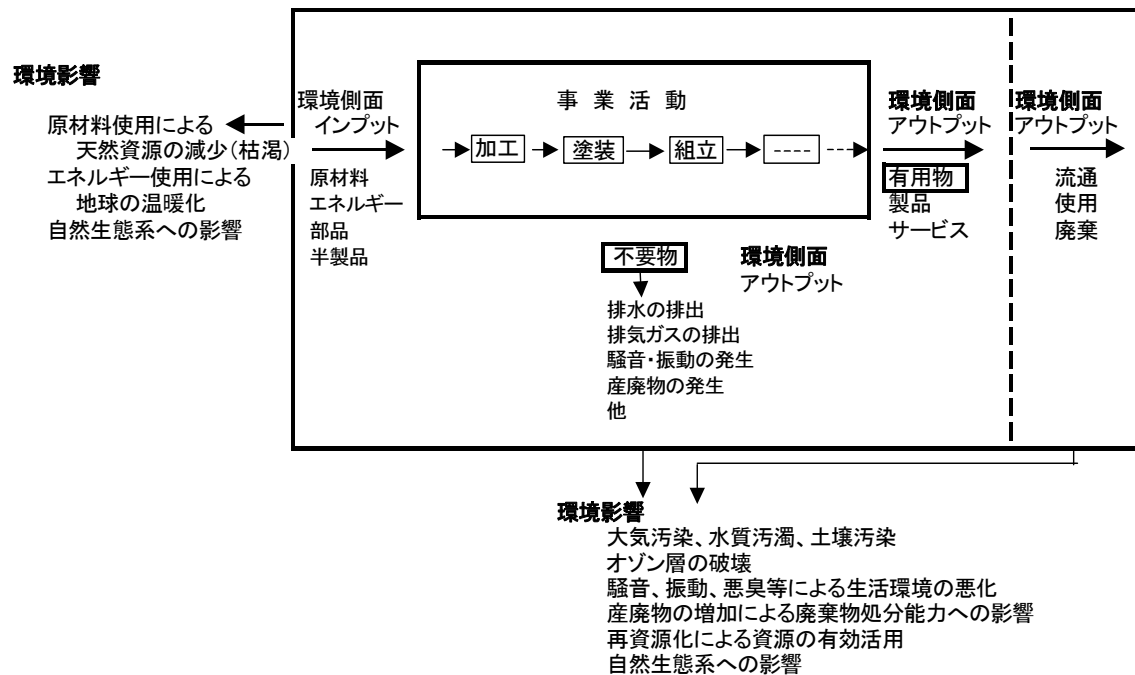 環境影響
原材料使用による
天然資源の減少(枯渇)
エネルギー使用による
地球の温暖化
自然生態系への影響
環境側面
インプット
原材料
エネルギー
部品
半製品
事 業 活 動
加工
塗装
組立
----
環境側面
アウトプット
有用物
製品
サービス
環境側面
アウトプット
流通
使用
廃棄
不要物
環境側面
アウトプット
排水の排出
排気ガスの排出
騒音・振動の発生
産廃物の発生
他
環境影響
大気汚染、水質汚濁、土壌汚染
オゾン層の破壊
騒音、振動、悪臭等による生活環境の悪化
産廃物の増加による廃棄物処分能力への影響
再資源化による資源の有効活用
自然生態系への影響